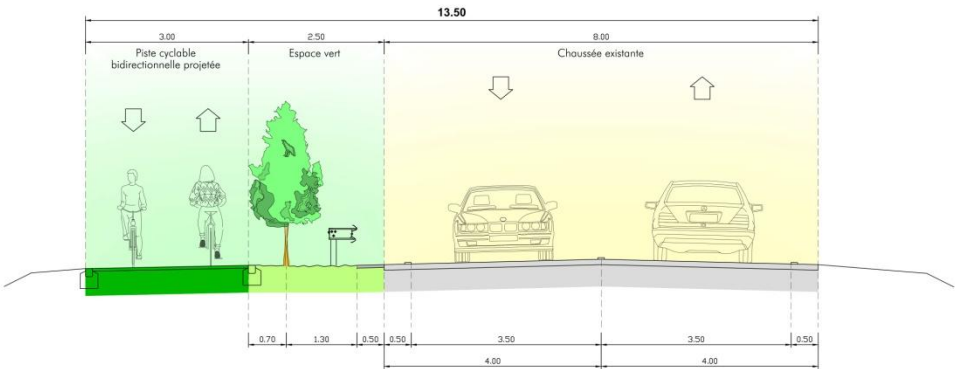 13.50
3.00 2.50 8.00
Piste cyclable Espace vert Chaussée existante
bidirectionnelle projetée
0.70 1.30 0.50 0.50 3.50 3.50 0.50
4.00 4.00